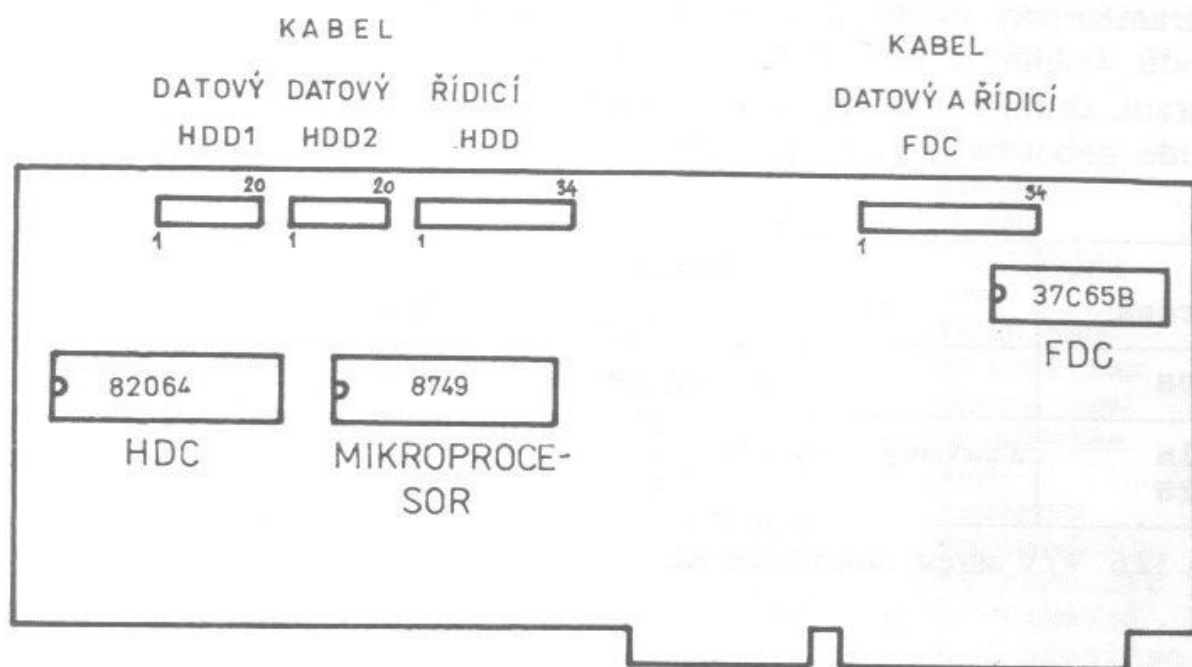 KABEL
DATOVÝ DATOVÝ ŘÍDICÍ
HDD1 HDD2 .HDD
KABEL
DATOVÝ A ŘÍDICÍ
FDC
20 20 34 34
1 1 1 1
37C65B
FDC
82064 8749
HDC MIKROPROCE-
SOR